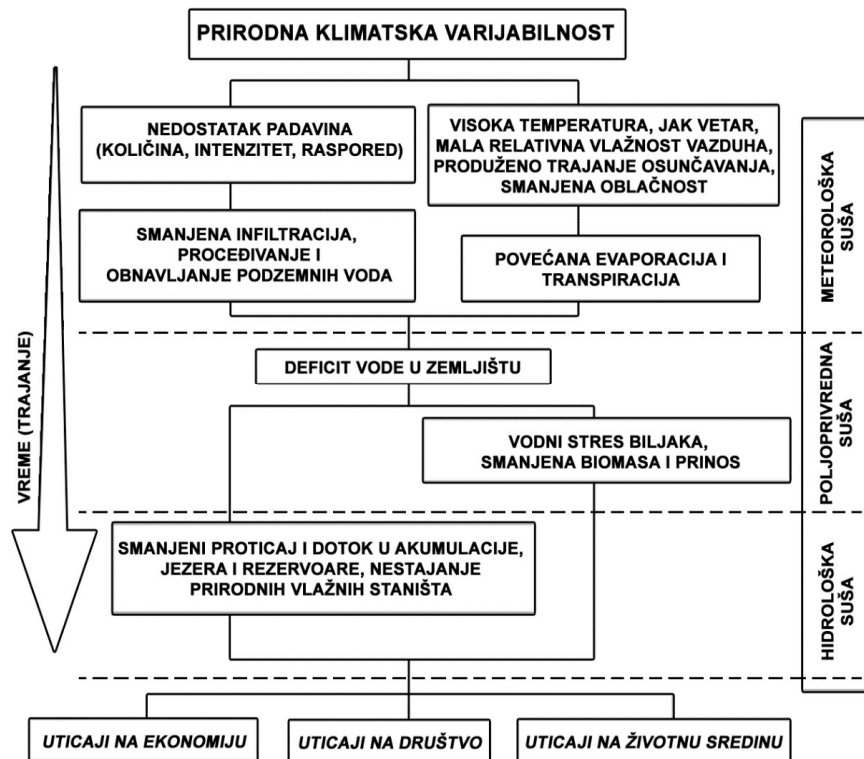 PRIRODNA KLIMATSKA VARIJABILNOST
NEDOSTATAK PADAVINA
(KOLIČINA, INTENZITET, RASPORED)
VISOKA TEMPERATURA, JAK VETAR,
MALA RELATIVNA VLAŽNOST VAZDUHA,
PRODUŽENO TRAJANJE OSUNČAVANJA,
SMANJENA OBLAČNOST
SMANJENA INFILTRACIJA,
PROCEĐIVANJE I
OBNAVLJANJE PODZEMNIH VODA
POVEĆANA EVAPORACIJA I
TRANSPIRACIJA
METEOROLOŠKA
SUŠA
VREME (TRAJANJE)
DEFICIT VODE U ZEMLJIŠTU
VODNI STRES BILJAKA,
SMANJENA BIOMASA I PRINOS
POLJOPRIVREDNA
SUŠA
SMANJENI PROTICAJ I DOTOK U AKUMULACIJE,
JEZERA I REZERVOARE, NESTAJANJE
PRIRODNIH VLAŽNIH STANIŠTA
HIDROLOŠKA
SUŠA
UTICAJI NA EKONOMIJU
UTICAJI NA DRUŠTVO
UTICAJI NA ŽIVOTNU SREDINU